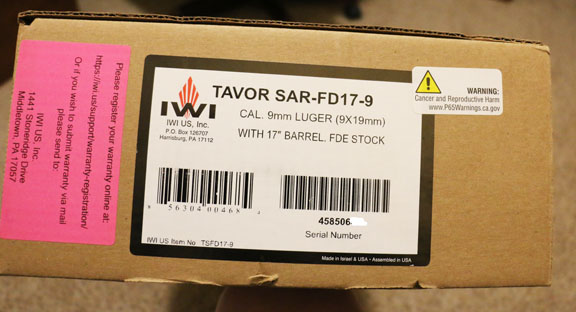 Please register your warranty online at:
https://iwi.us/support/warranty-registration/
Or if you wish to submit warranty via mail
please send to:
IWI US, Inc.
1441 Stoneridge Drive
Middletown, PA 17057
IWI
IWI US, Inc.
P.O. Box 126707
Harrisburg, PA 17112
TAVOR SAR-FD17-9
CAL. 9mm LUGER (9X19mm)
WITH 17" BARREL, FDE STOCK
WARNING:
Cancer and Reproductive Harm
www.P65Warnings.ca.gov
8 56304 00468
458506
Serial Number
IWI US Item No TSFD17-9
Made in Israel & USA • Assembled in USA